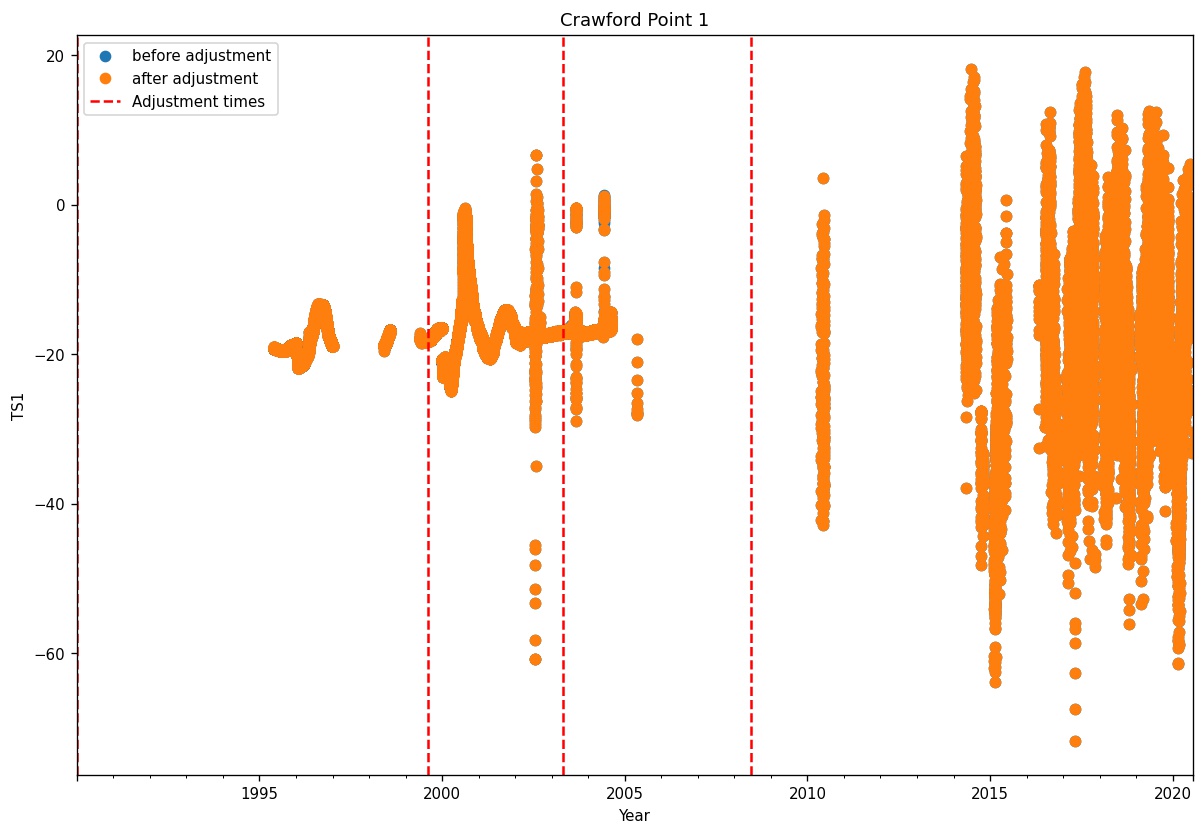 Crawford Point 1
before adjustment
after adjustment
Adjustment times
20
0
−20
−40
−60
TS1
1995
2000
2005
2010
2015
2020
Year